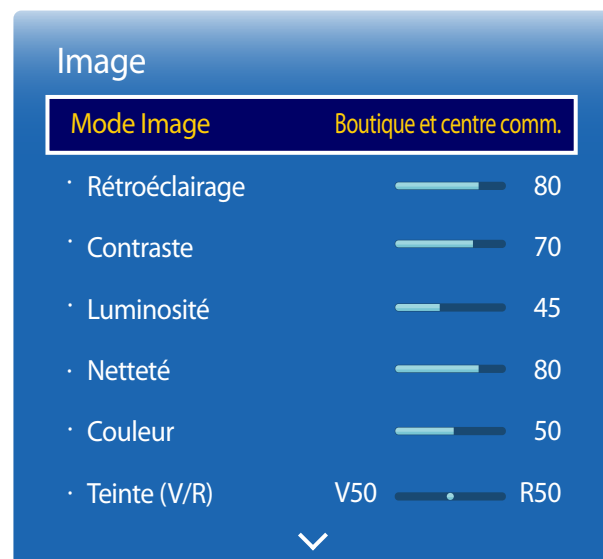 Image
Mode Image Boutique et centre comm.
· Rétroéclairage 80
· Contraste 70
· Luminosité 45
· Netteté 80
· Couleur 50
· Teinte (V/R) V50 R50